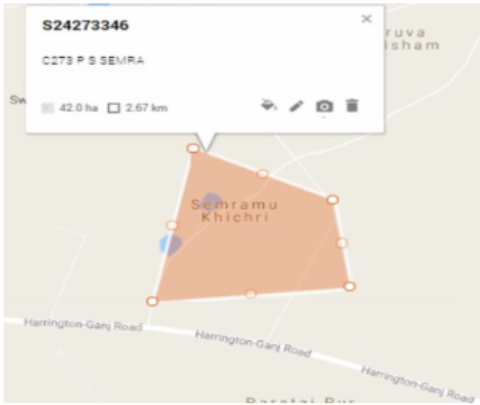 S24273346
C273 P S SEMRA
42.0 ha 2.67 km
ruva
isham
Sw
Semramu
Khichri
Harrington-Ganj Road
Harrington-Ganj Road
Harrington-Ganj Road